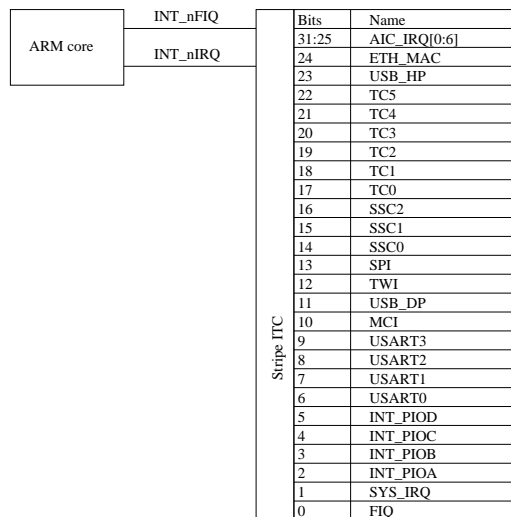 INT_nFIQ
ARM core
INT_nIRQ
Stripe ITC
Bits Name
31:25 AIC_IRQ[0:6]
24 ETH_MAC
23 USB_HP
22 TC5
21 TC4
20 TC3
19 TC2
18 TC1
17 TC0
16 SSC2
15 SSC1
14 SSC0
13 SPI
12 TWI
11 USB_DP
10 MCI
9 USART3
8 USART2
7 USART1
6 USART0
5 INT_PIOD
4 INT_PIOC
3 INT_PIOB
2 INT_PIOA
1 SYS_IRQ
0 FIQ